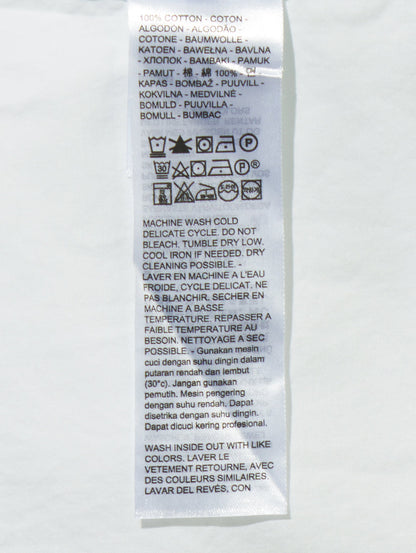 100% COTTON - COTON -
ALGODON - ALGODÃO -
COTONE - BAUMWOLLE -
KATOEN - BAWEŁNA - BAVLNA
- ХЛОПОК - BAMBAKI - PAMUK
- PAMUT - 棉 - 綿 100% -
KAPAS - BOMBAŽ - PUUVILL -
KOKVILNA - MEDVILNĖ -
BOMULD - PUUVILLA -
BOMULL - BUMBAC
P
30 P®
MACHINE WASH COLD
DELICATE CYCLE. DO NOT
BLEACH. TUMBLE DRY LOW.
COOL IRON IF NEEDED. DRY
CLEANING POSSIBLE. -
LAVER EN MACHINE A L'EAU
FROIDE, CYCLE DELICAT. NE
PAS BLANCHIR. SECHER EN
MACHINE A BASSE
TEMPERATURE. REPASSER A
FAIBLE TEMPERATURE AU
BESOIN. NETTOYAGE A SEC
POSSIBLE. - Gunakan mesin
cuci dengan suhu dingin dalam
putaran rendah dan lembut
(30°c). Jangan gunakan
pemutih. Mesin pengering
dengan suhu rendah. Dapat
disetrika dengan suhu dingin.
Dapat dicuci kering profesional.
WASH INSIDE OUT WITH LIKE
COLORS. LAVER LE
VETEMENT RETOURNE, AVEC
DES COULEURS SIMILAIRES.
LAVAR DEL REVÉS, CON